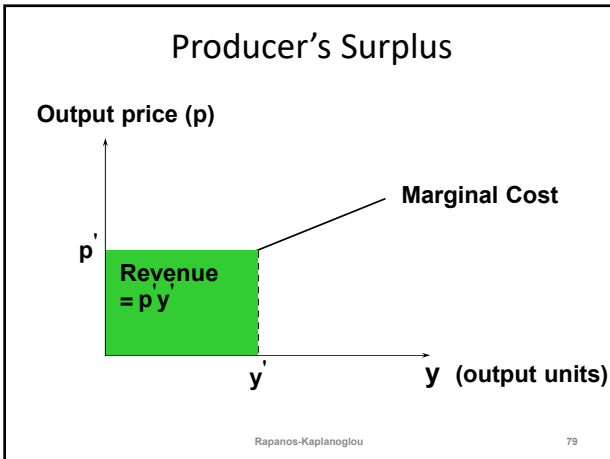 Producer's Surplus
Output price (p)
Marginal Cost
p'
Revenue
= p'y'
y'
y (output units)
Rapanos-Kaplanoglou
79